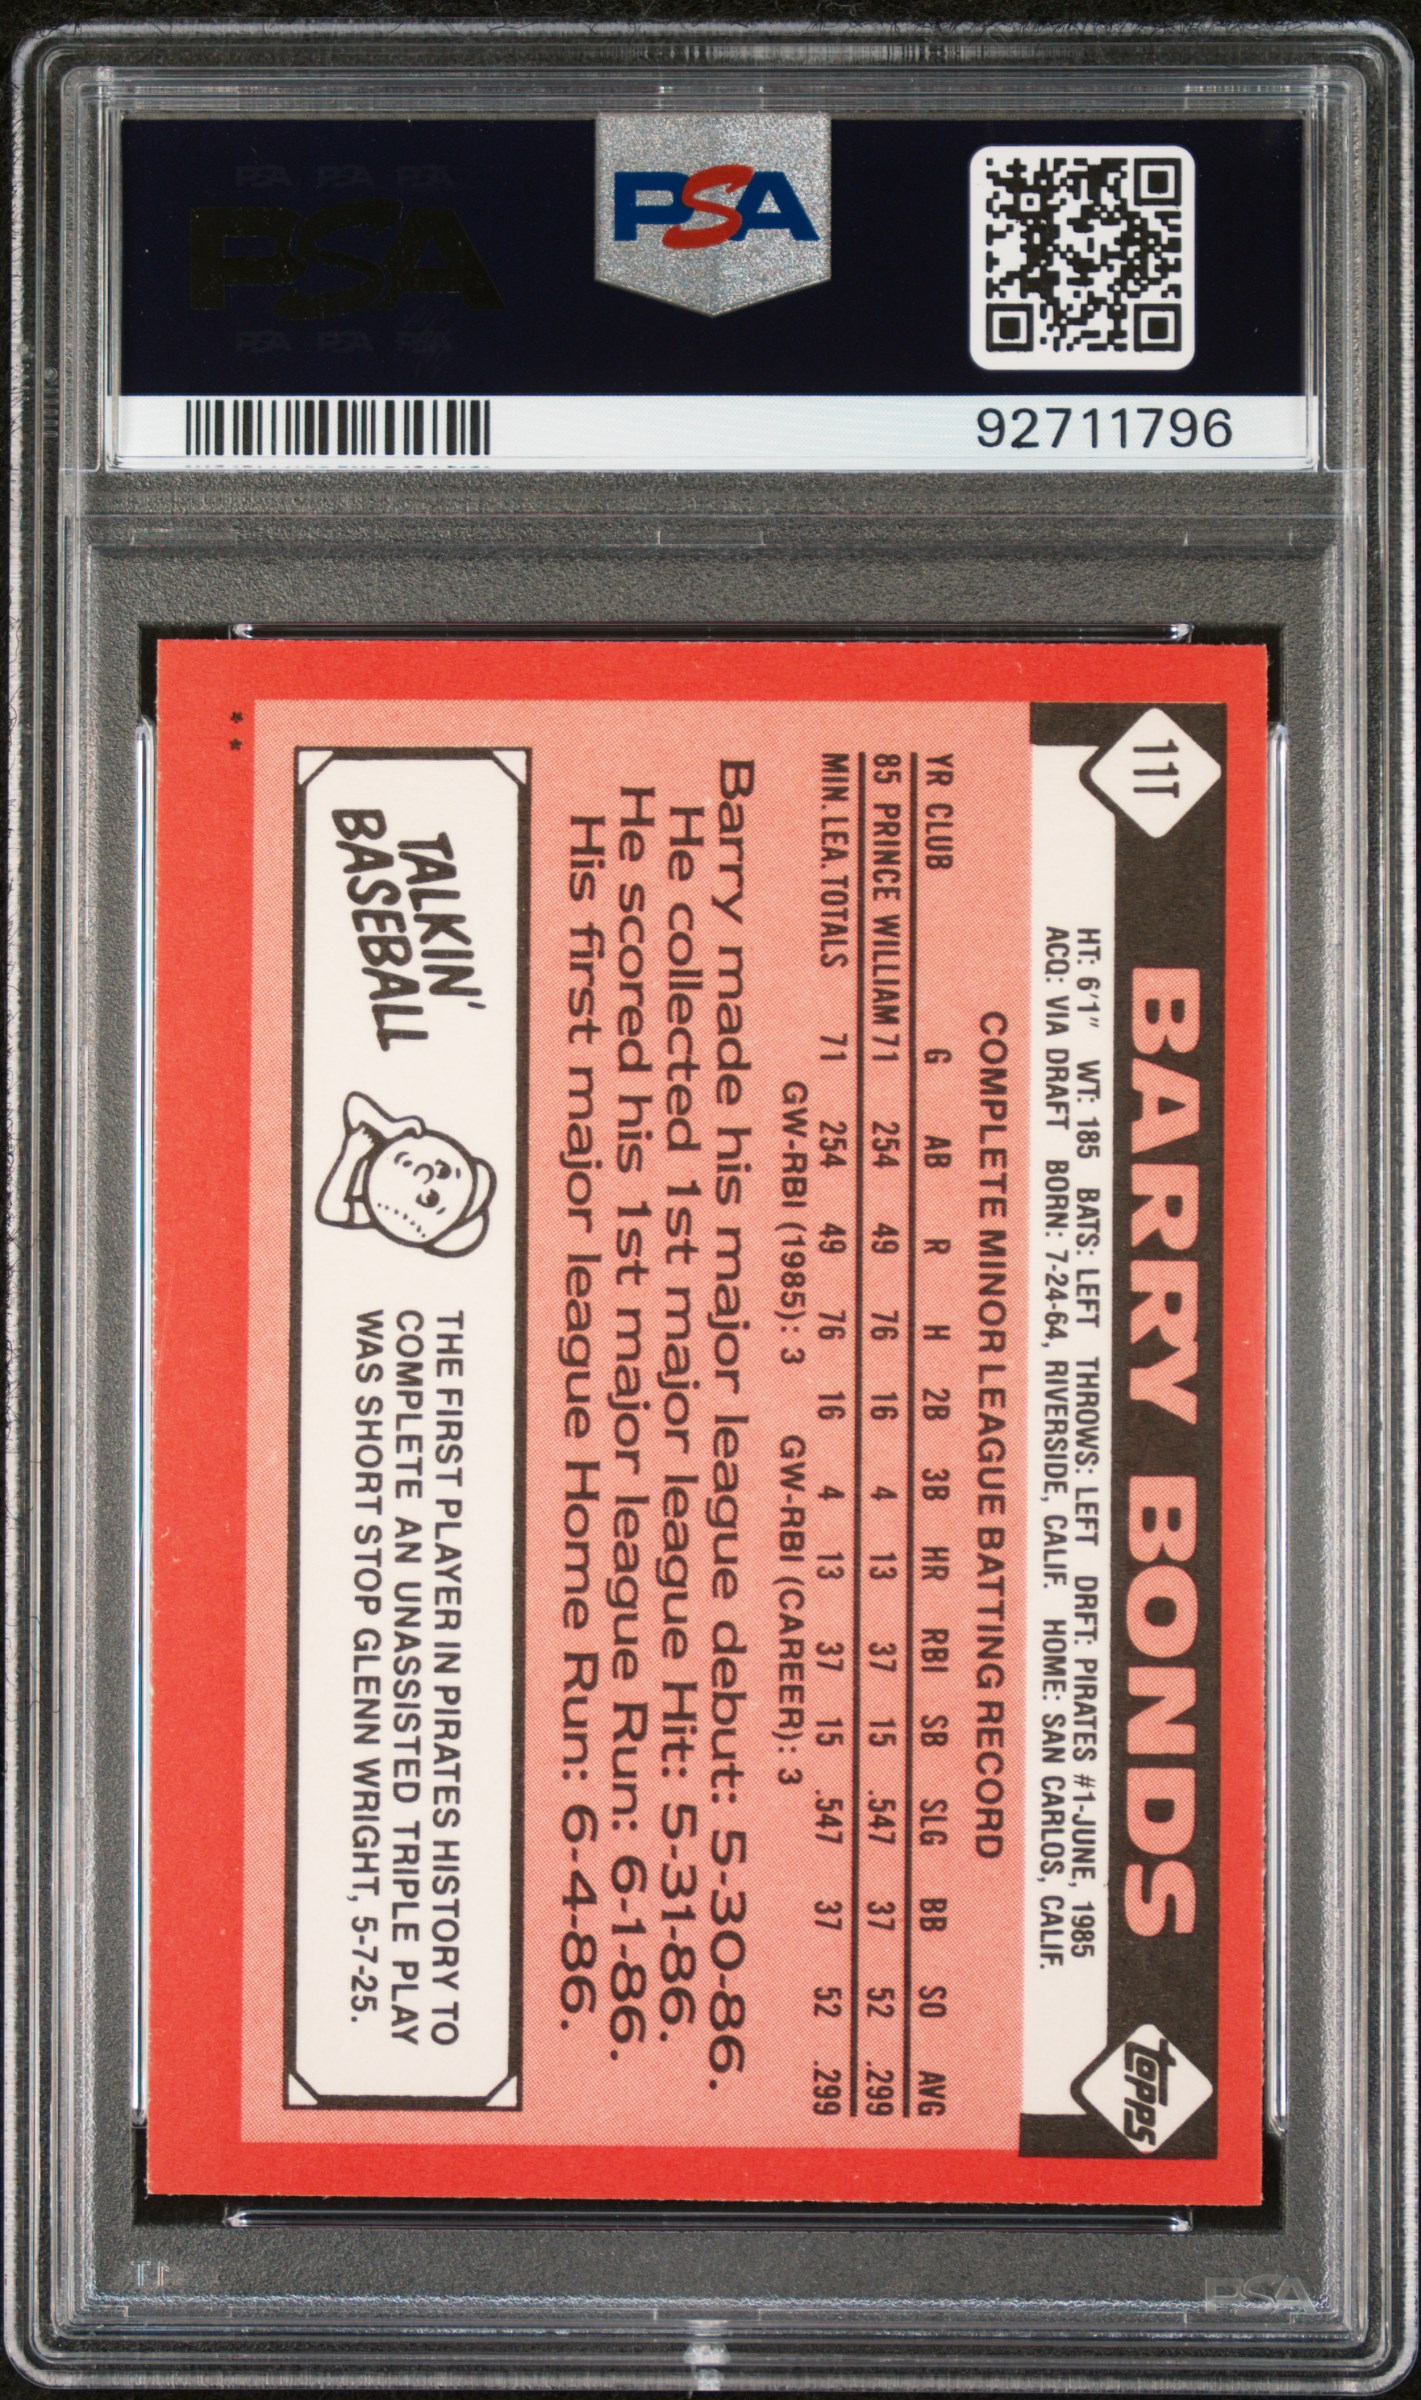 PSA PSA PSA
PSA
PSA PSA PSA
PSA
92711796
11T
BARRY BONDS
topps
HT: 6'1" WT: 185 BATS: LEFT THROWS: LEFT DRFT: PIRATES #1-JUNE, 1985
ACQ: VIA DRAFT BORN: 7-24-64, RIVERSIDE, CALIF. HOME: SAN CARLOS, CALIF.
COMPLETE MINOR LEAGUE BATTING RECORD
YR CLUB G AB R H 2B 3B HR RBI SB SLG BB SO AVG
85 PRINCE WILLIAM 71 254 49 76 16 4 13 37 15 .547 37 52 .299
MIN. LEA. TOTALS 71 254 49 76 16 4 13 37 15 .547 37 52 .299
GW-RBI (1985): 3 GW-RBI (CAREER): 3
Barry made his major league debut: 5-30-86.
He collected 1st major league Hit: 5-31-86.
He scored his 1st major league Run: 6-1-86.
His first major league Home Run: 6-4-86.
TALKIN'
BASEBALL
THE FIRST PLAYER IN PIRATES HISTORY TO
COMPLETE AN UNASSISTED TRIPLE PLAY
WAS SHORT STOP GLENN WRIGHT, 5-7-25.
**
PSA